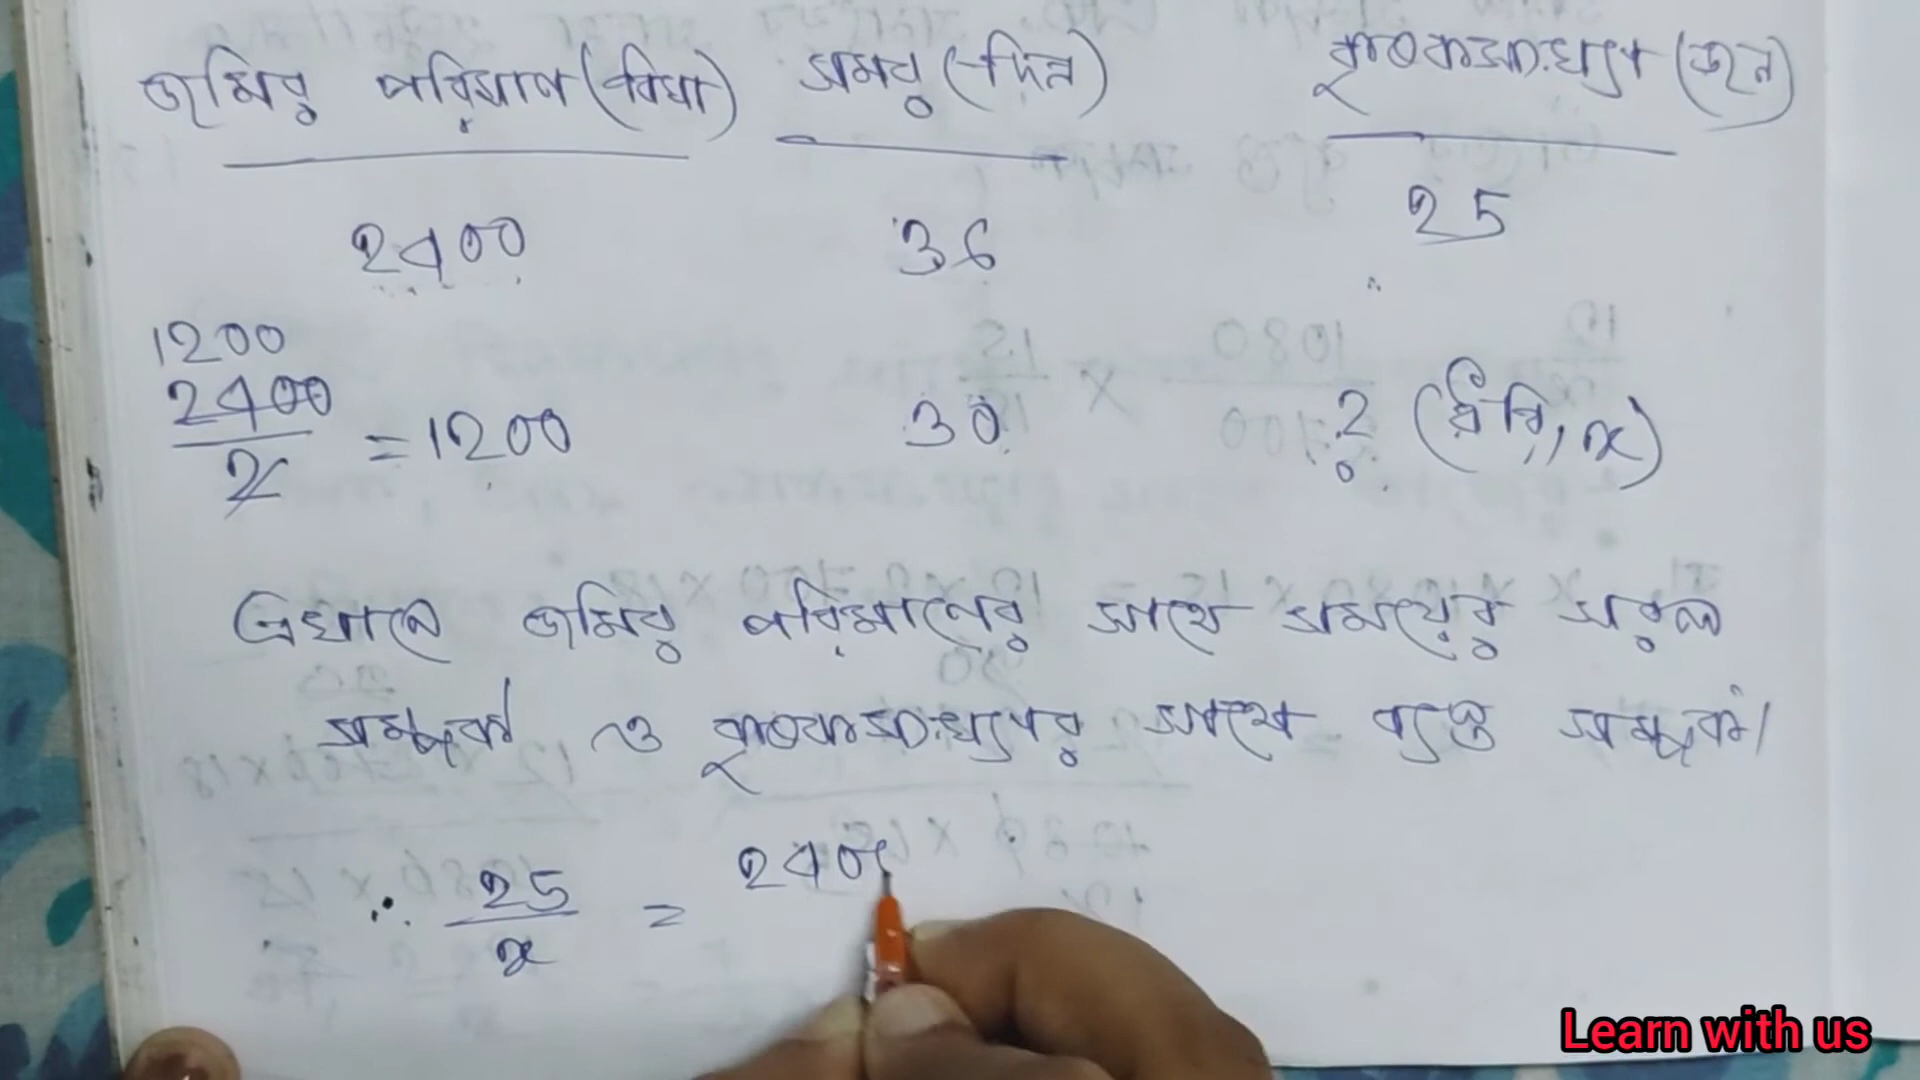 জমির পরিমাণ (বিঘা) সময় (দিন) কৃষকসংখ্যা (জন)
2400 36 25
1200
2400
2 = 1200 30 ? (ধরি, x)
এখানে জমির পরিমানের সাথে সময়ের সরল
সম্পর্ক ও কৃষকসংখ্যার সাথে ব্যস্ত সম্পর্ক।
∴ 25 = 240
x
Learn with us